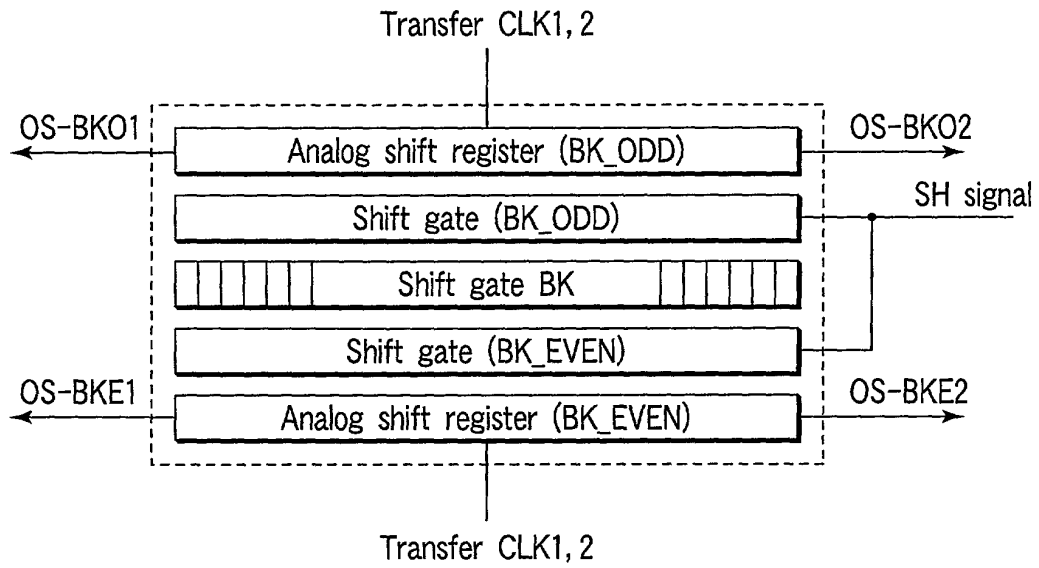 Transfer CLK1, 2
OS-BKO1
Analog shift register (BK_ODD)
OS-BKO2
Shift gate (BK_ODD)
SH signal
Shift gate BK
Shift gate (BK_EVEN)
OS-BKE1
Analog shift register (BK_EVEN)
OS-BKE2
Transfer CLK1, 2